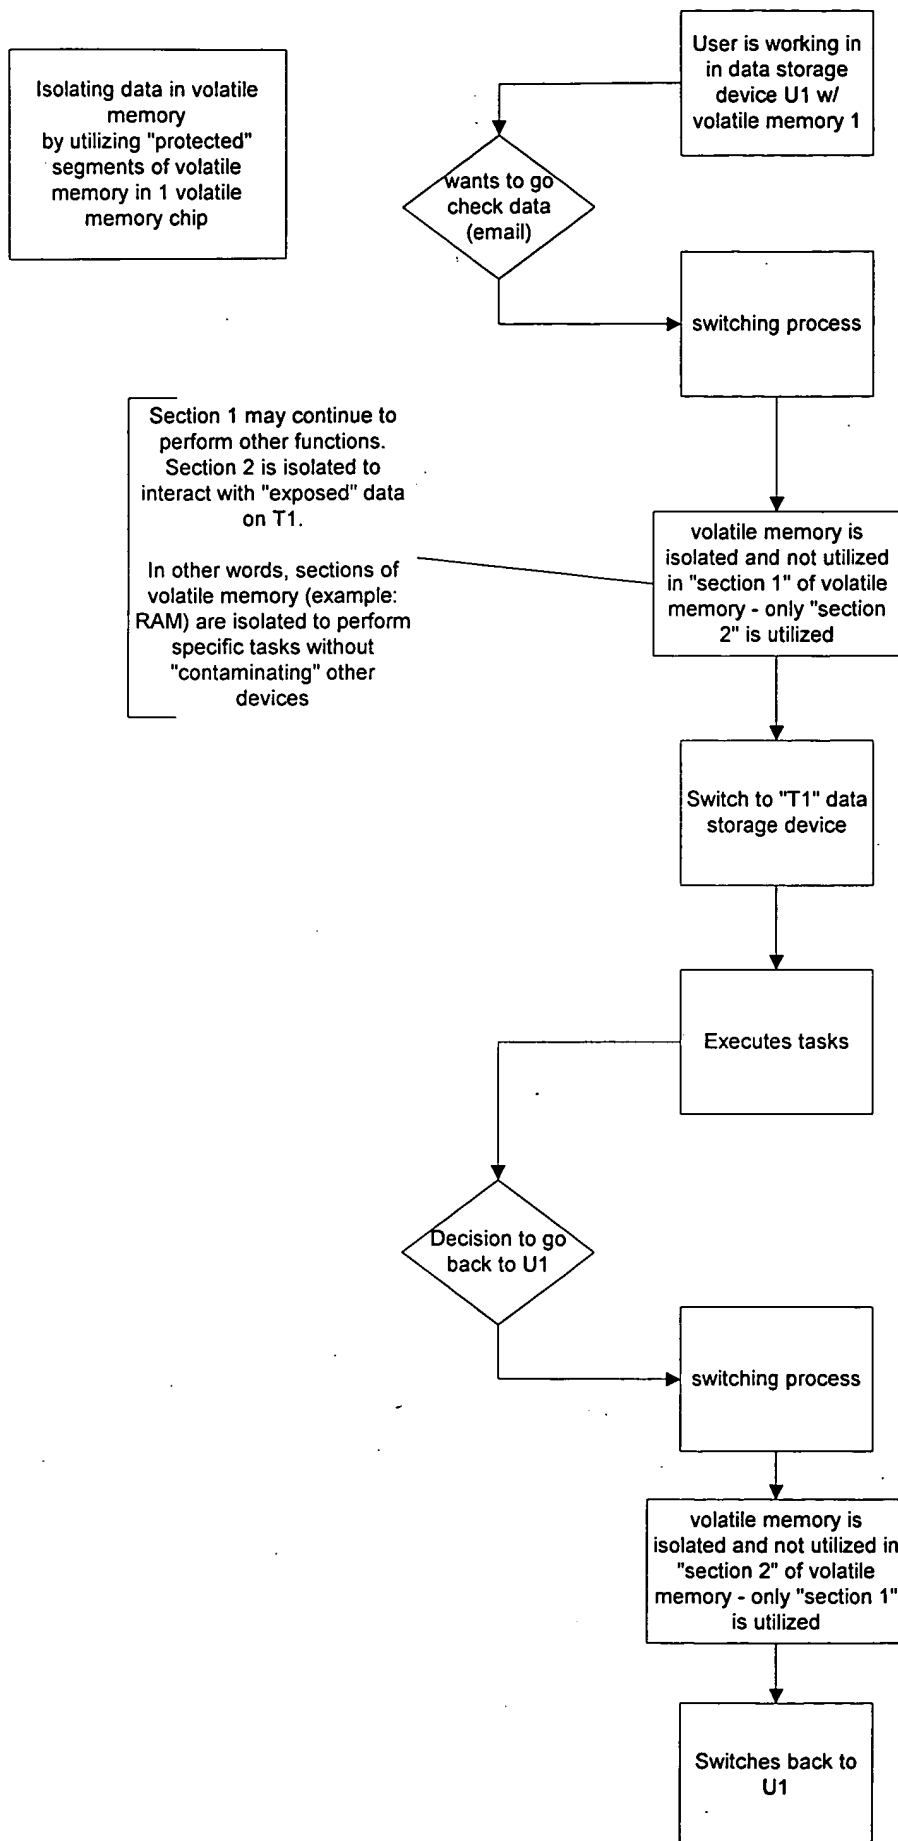 Isolating data in volatile
memory
by utilizing "protected"
segments of volatile
memory in 1 volatile
memory chip
User is working in
in data storage
device U1 w/
volatile memory 1
wants to go
check data
(email)
switching process
Section 1 may continue to
perform other functions.
Section 2 is isolated to
interact with "exposed" data
on T1.
In other words, sections of
volatile memory (example:
RAM) are isolated to perform
specific tasks without
"contaminating" other
devices
volatile memory is
isolated and not utilized
in "section 1" of volatile
memory - only "section
2" is utilized
Switch to "T1" data
storage device
Executes tasks
Decision to go
back to U1
switching process
volatile memory is
isolated and not utilized in
"section 2" of volatile
memory - only "section 1"
is utilized
Switches back to
U1